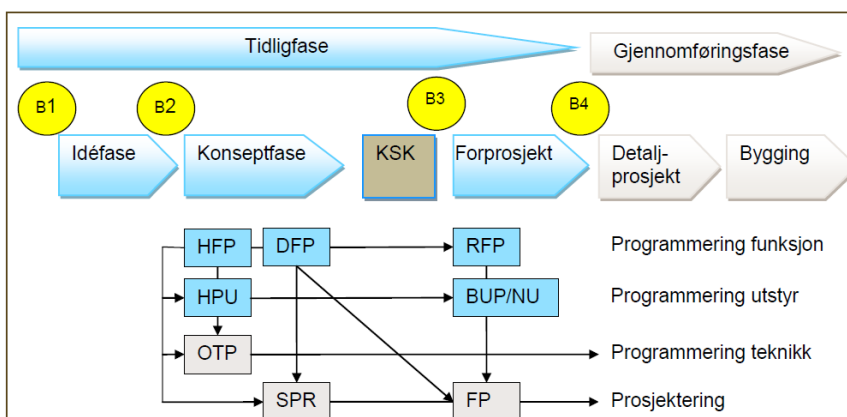 Tidligfase
Gjennomføringsfase
B1
B2
B3
B4
Idéfase
Konseptfase
KSK
Forprosjekt
Detalj-
prosjekt
Bygging
HFP
DFP
RFP
Programmering funksjon
HPU
BUP/NU
Programmering utstyr
OTP
Programmering teknikk
SPR
FP
Prosjektering